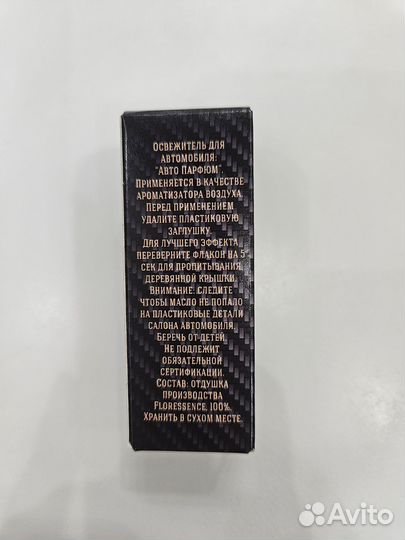 Освежитель для
автомобиля:
"Авто Парфюм".
Применяется в качестве
ароматизатора воздуха.
Перед применением
удалите пластиковую
заглушку.
Для лучшего эффекта
переверните флакон на 5
сек для пропитывания
деревянной крышки.
Внимание: следите
чтобы масло не попало
на пластиковые детали
салона автомобиля.
Беречь от детей.
Не подлежит
обязательной
сертификации.
Состав: отдушка
производства
Floressence, 100%.
Хранить в сухом месте.
Avito